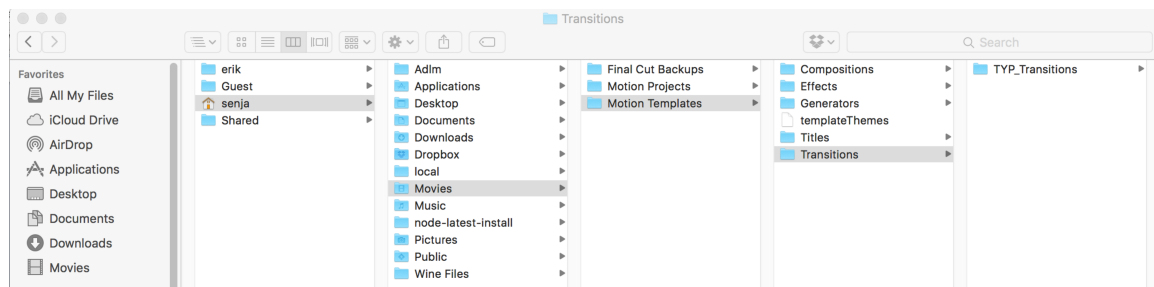 Transitions
Search
Favorites
All My Files
iCloud Drive
AirDrop
Applications
Desktop
Documents
Downloads
Movies
erik
Guest
senja
Shared
Adlm
Applications
Desktop
Documents
Downloads
Dropbox
local
Movies
Music
node-latest-install
Pictures
Public
Wine Files
Final Cut Backups
Motion Projects
Motion Templates
Compositions
Effects
Generators
templateThemes
Titles
Transitions
TYP_Transitions